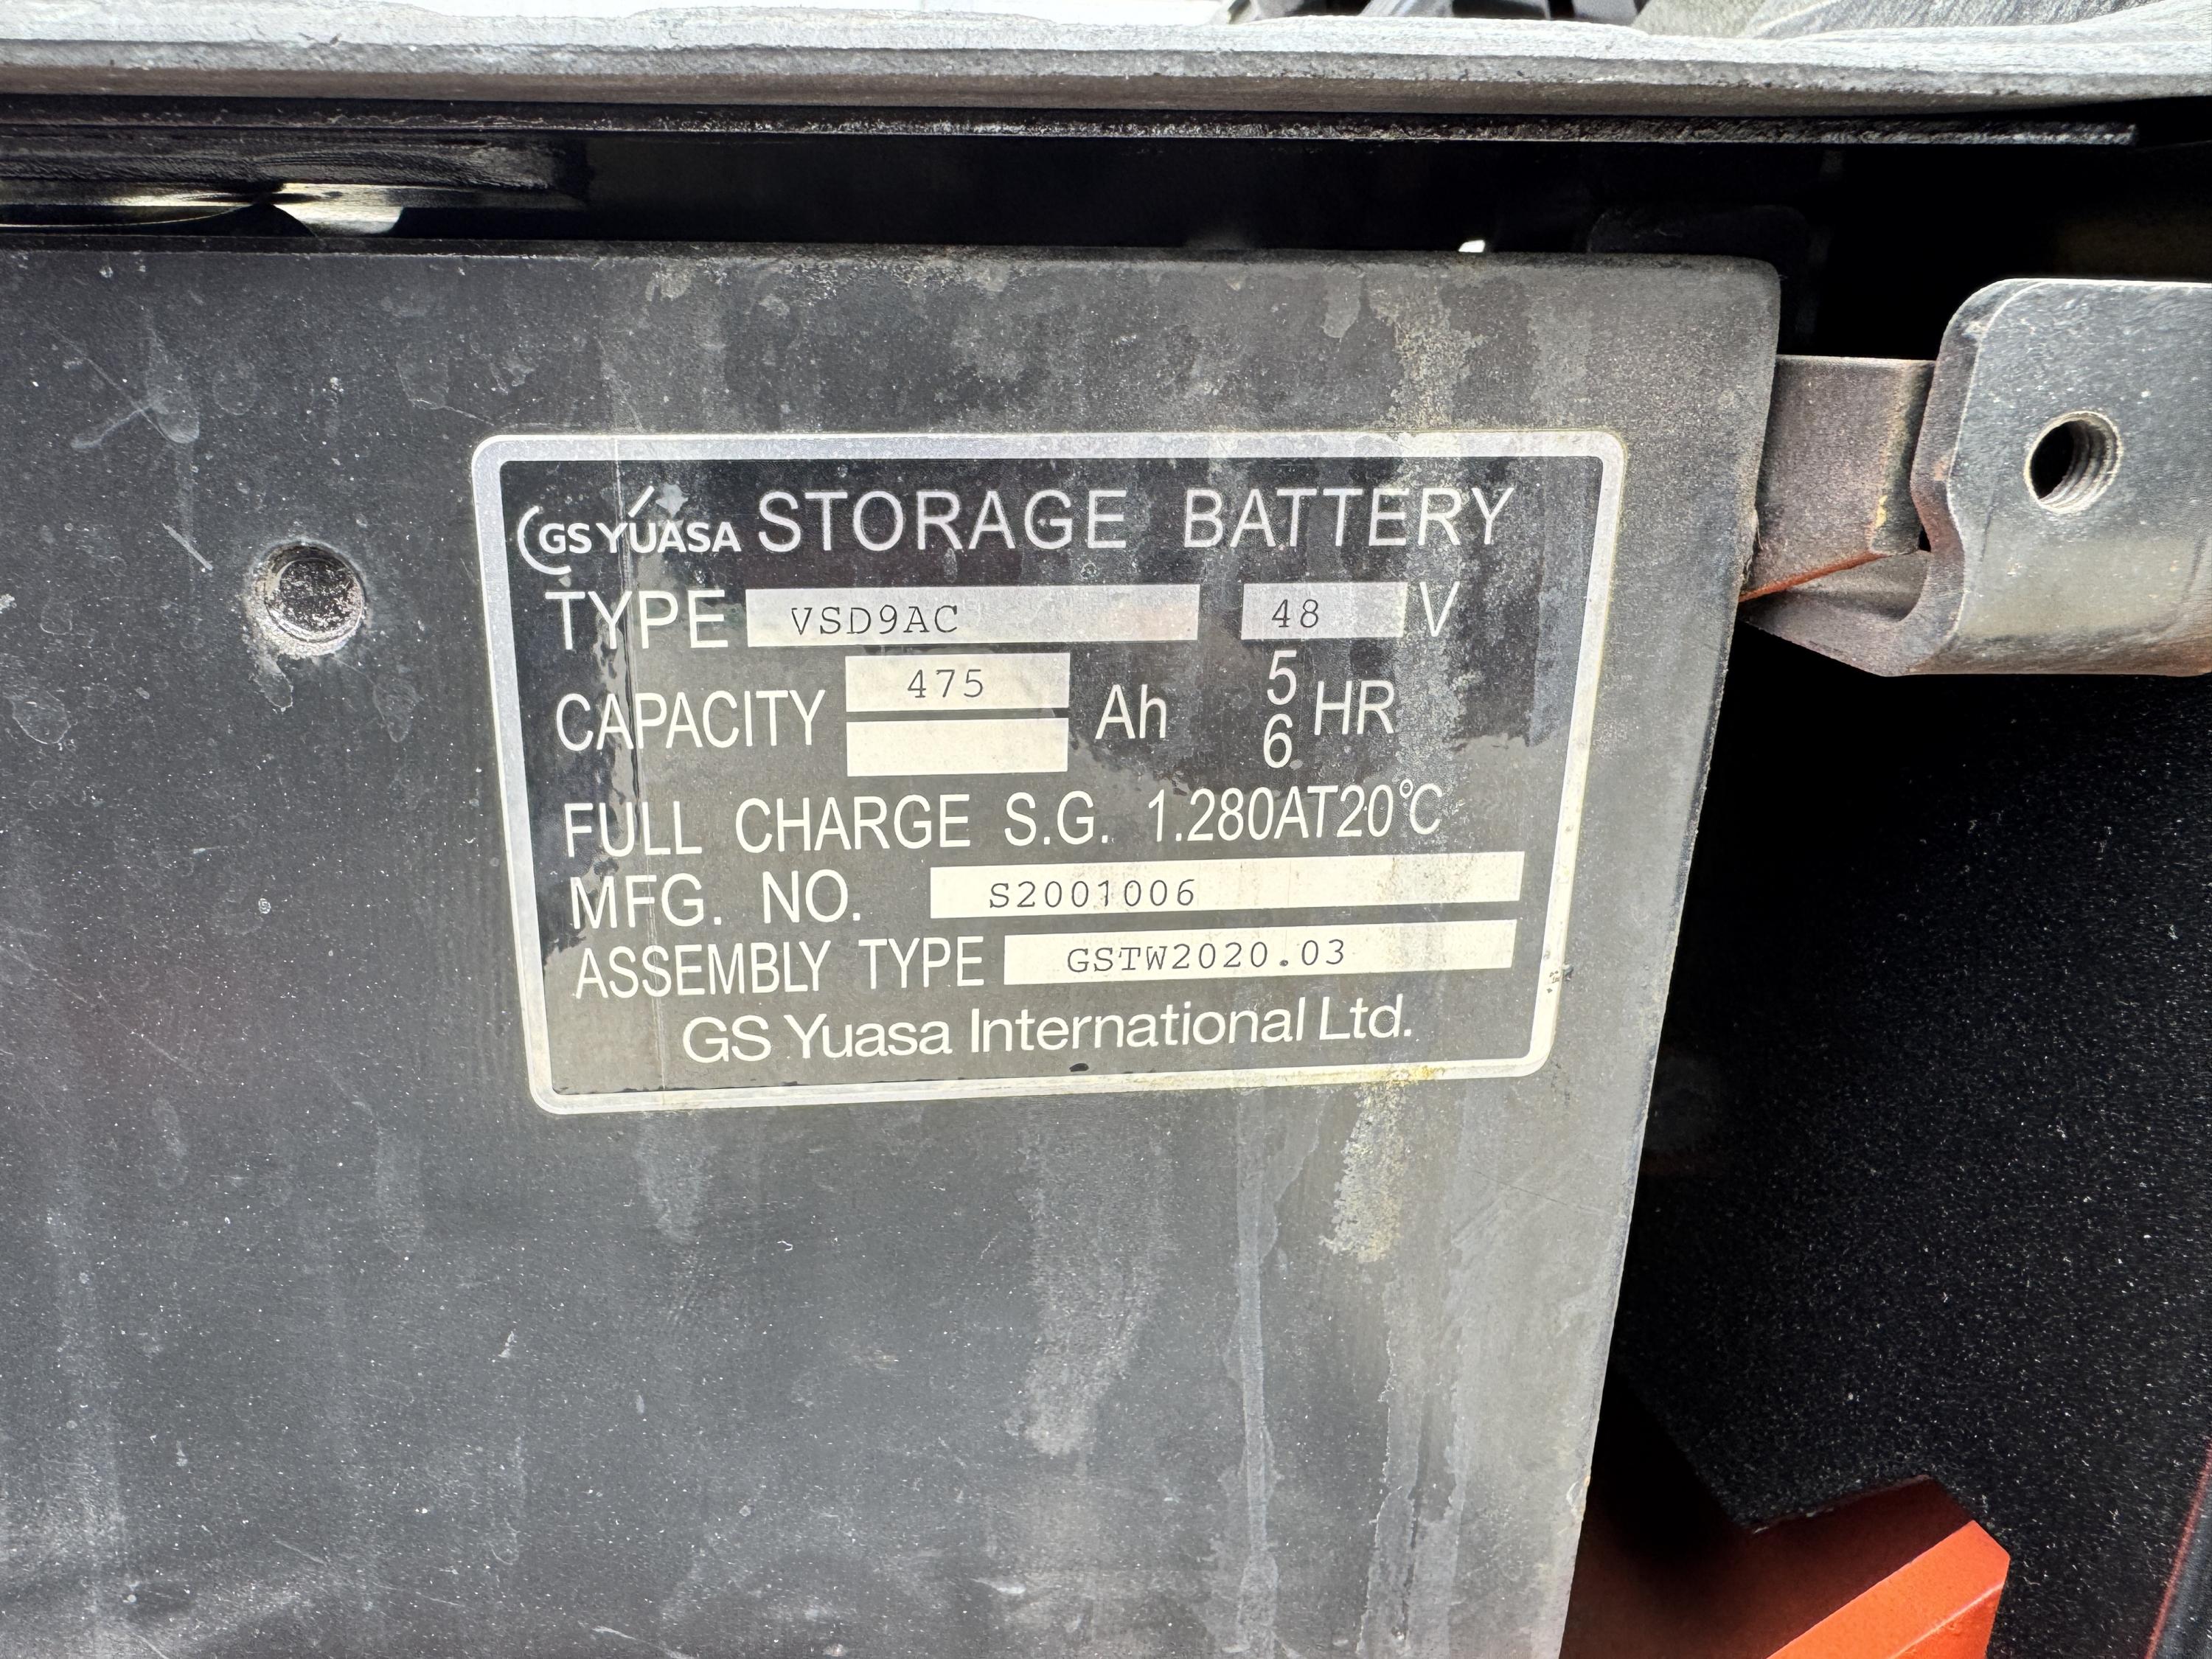 GS YUASA STORAGE BATTERY
TYPE VSD9AC 48 V
CAPACITY 475 Ah 5 HR
6
FULL CHARGE S.G. 1.280AT20℃
MFG. NO. S2001006
ASSEMBLY TYPE GSTW2020.03
GS Yuasa International Ltd.